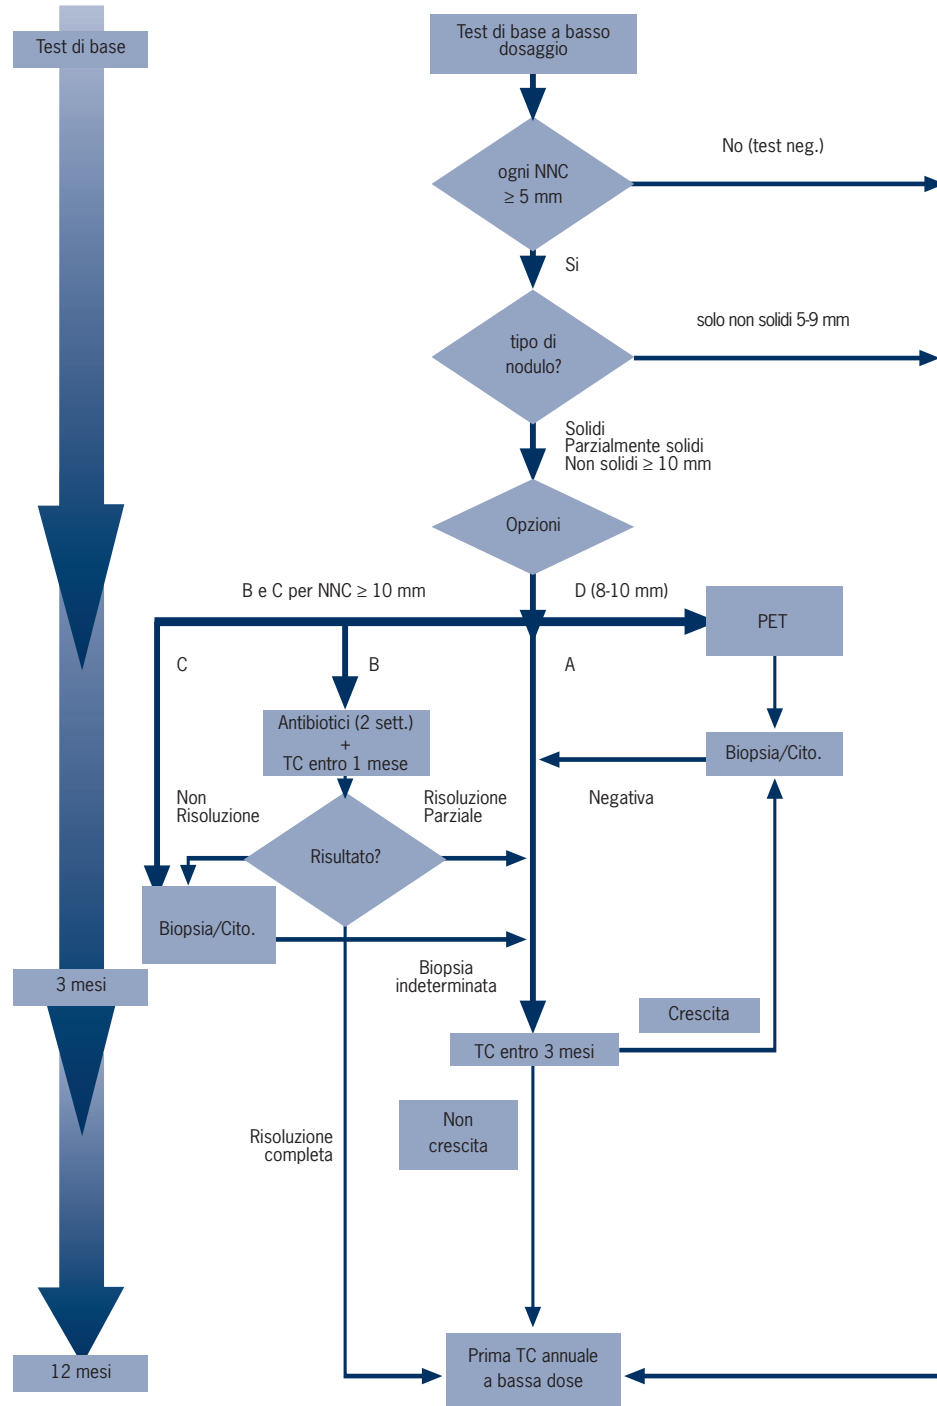 Test di base
Test di base a basso
dosaggio
No (test neg.)
ogni NNC
≥ 5 mm
Si
solo non solidi 5-9 mm
tipo di
nodulo?
Solidi
Parzialmente solidi
Non solidi ≥ 10 mm
Opzioni
B e C per NNC ≥ 10 mm
D (8-10 mm)
PET
C
B
A
Antibiotici (2 sett.)
+
TC entro 1 mese
Biopsia/Cito.
Negativa
Non
Risoluzione
Risoluzione
Parziale
Risultato?
Biopsia/Cito.
Biopsia
indeterminata
3 mesi
Crescita
TC entro 3 mesi
Non
crescita
Risoluzione
completa
Prima TC annuale
a bassa dose
12 mesi